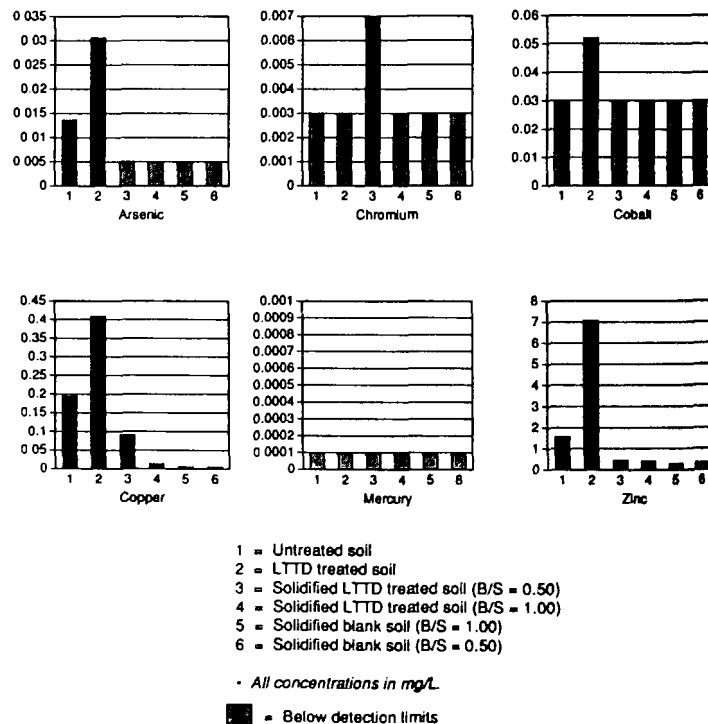 0 035
0 03
0.025
0.02
0 015
0.01
0 005
0
1 2 3 4 5 6
Arsenic
0.007
0.006
0.005
0.004
0.003
0.002
0.001
0
1 2 3 4 5 6
Chromium
0.06
0.05
0.04
0.03
0.02
0.01
0
1 2 3 4 5 6
Cobalt
0.45
0.4
0.35
0.3
0.25
0.2
0.15
0.1
0 05
0
1 2 3 4 5 6
Copper
0.001
0.0009
0.0008
0.0007
0 0006
0 0005
0 0004
0 0003
0 0002
0 0001
0
1 2 3 4 5 6
Mercury
8
7
6
5
4
3
2
1
0
1 2 3 4 5 6
Zinc
1 = Untreated soil
2 = LTTD treated soil
3 = Solidified LTTD treated soil (B/S = 0.50)
4 = Solidified LTTD treated soil (B/S = 1.00)
5 = Solidified blank soil (B/S = 1.00)
6 = Solidified blank soil (B/S = 0.50)
- All concentrations in mg/L.
= Below detection limits